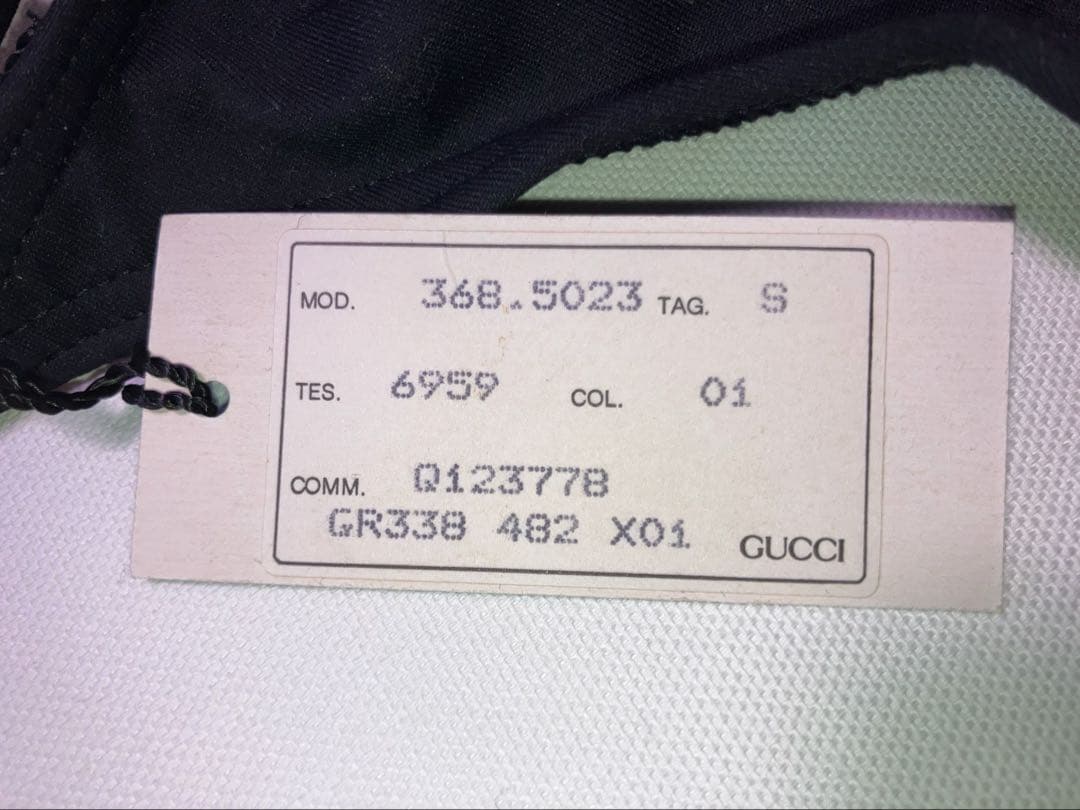 MOD. 368.5023 TAG. S
TES. 6959 COL. 01
COMM. Q123778
GR338 482 X01 GUCCI